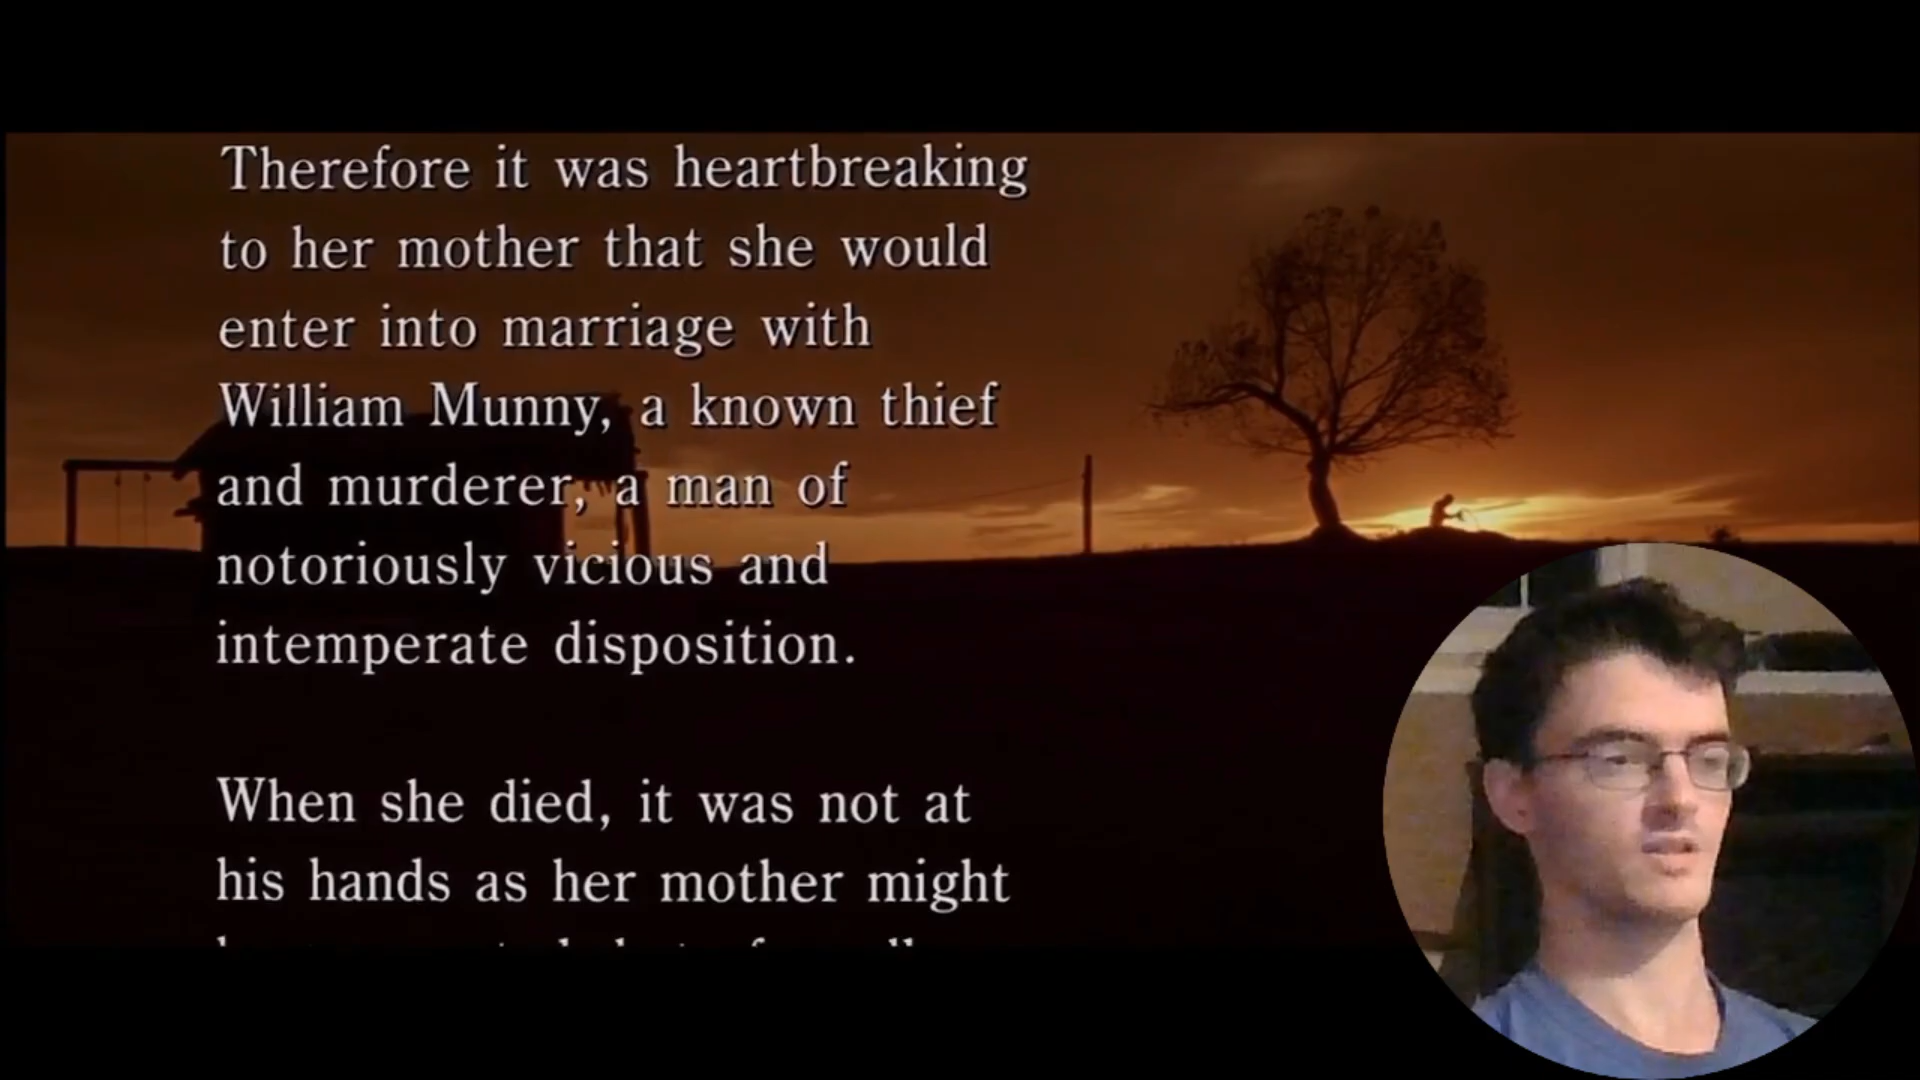 Therefore it was heartbreaking
to her mother that she would
enter into marriage with
William Munny, a known thief
and murderer, a man of
notoriously vicious and
intemperate disposition.
When she died, it was not at
his hands as her mother might